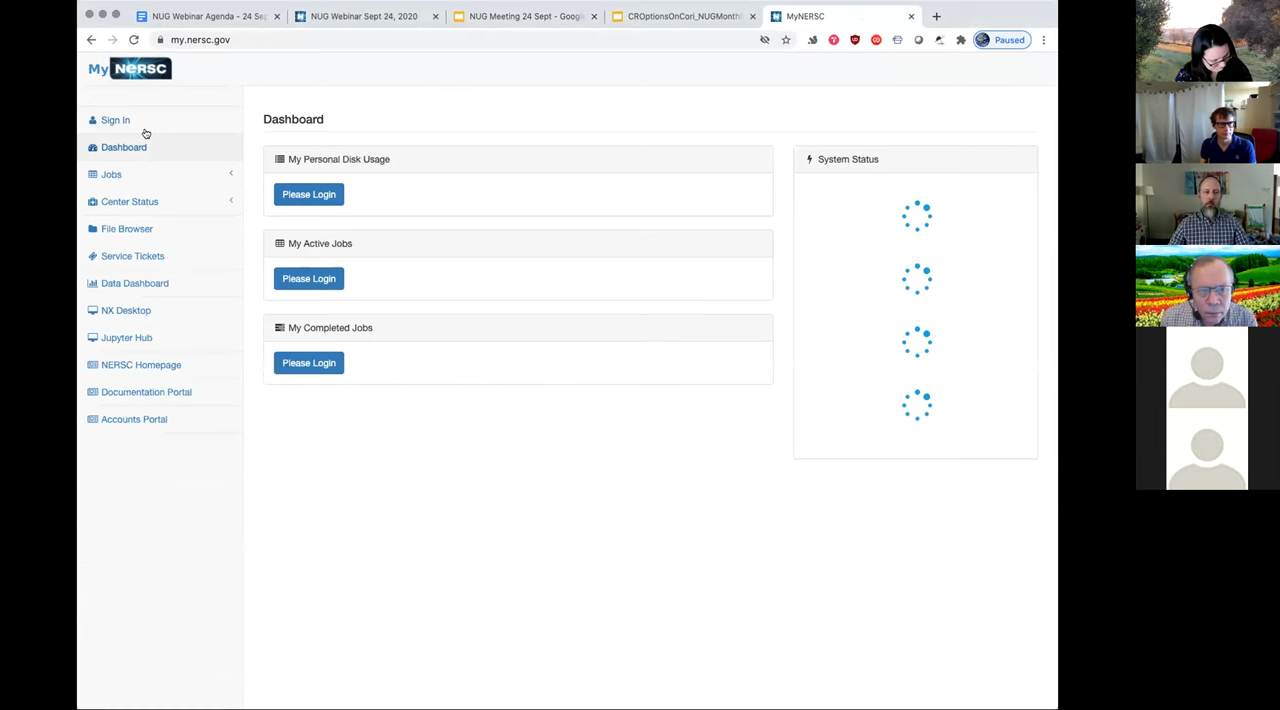 NUG Webinar Agenda - 24 Sep
NUG Webinar Sept 24, 2020
NUG Meeting 24 Sept - Google
CROptionsOnCori_NUGMonthl
MyNERSC
my.nersc.gov
Paused
My NERSC
Sign In
Dashboard
Jobs
Center Status
File Browser
Service Tickets
Data Dashboard
NX Desktop
Jupyter Hub
NERSC Homepage
Documentation Portal
Accounts Portal
Dashboard
My Personal Disk Usage
Please Login
My Active Jobs
Please Login
My Completed Jobs
Please Login
System Status